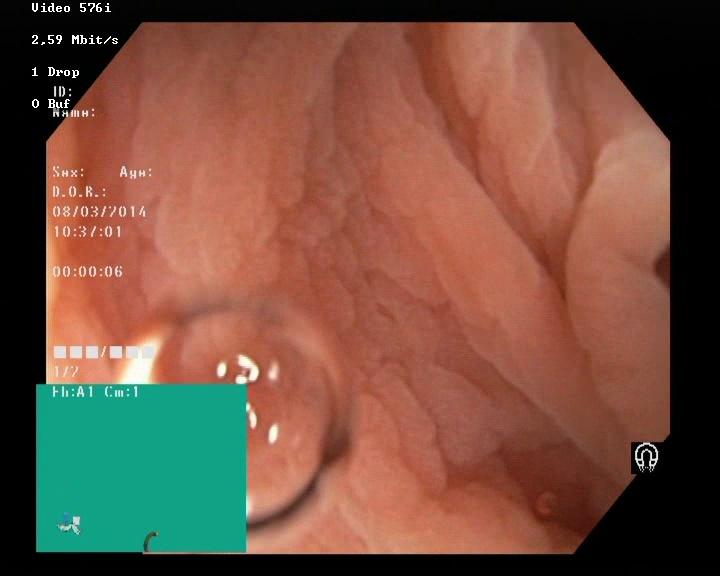 Video 576i
2,59 Mbit/s
1 Drop
ID:
0 Buf
Name:
Sex: Age:
D.O.B.:
08/03/2014
10:37:01
00:00:06
1/2
Eh:A1 Cm:1